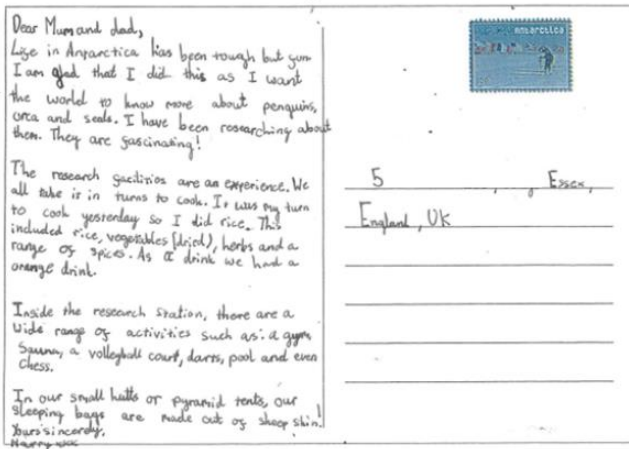 Dear Mum and dad,
Life in Antarctica has been tough but fun
I am glad that I did this as I want
the world to know more about penguins,
orca and seals. I have been researching about
them. They are fascinating!
The research facilities are an experience. We
all take it in turns to cook. It was my turn
to cook yesterday so I did rice. This
included rice, vegetables (dried), herbs and a
range of spices. As a drink we had a
orange drink.
Inside the research station, there are a
wide range of activities such as: a gym,
sauna, a volleyball court, darts, pool and even
chess.
In our small hutts or pyramid tents, our
sleeping bags are made out of sheep skin!
Yours sincerely,
Harry xxx
antarctica
5 , , Essex,
England, UK